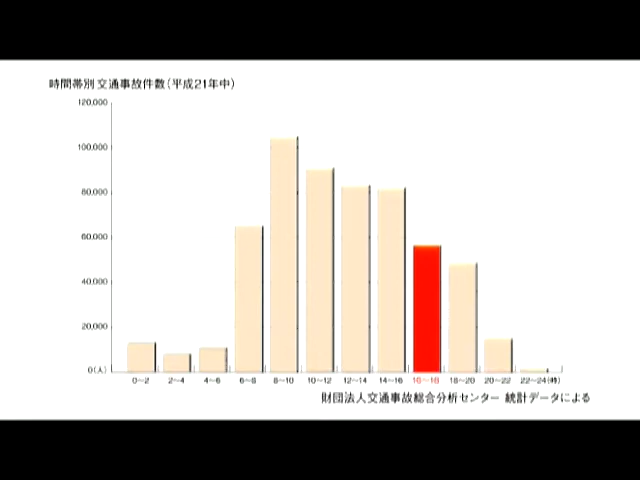 時間帯別 交通事故件数(平成21年中)
120,000
100,000
80,000
60,000
40,000
20,000
0(人)
0〜2 2〜4 4〜6 6〜8 8〜10 10〜12 12〜14 14〜16 16〜18 18〜20 20〜22 22〜24(時)
財団法人交通事故総合分析センター 統計データによる